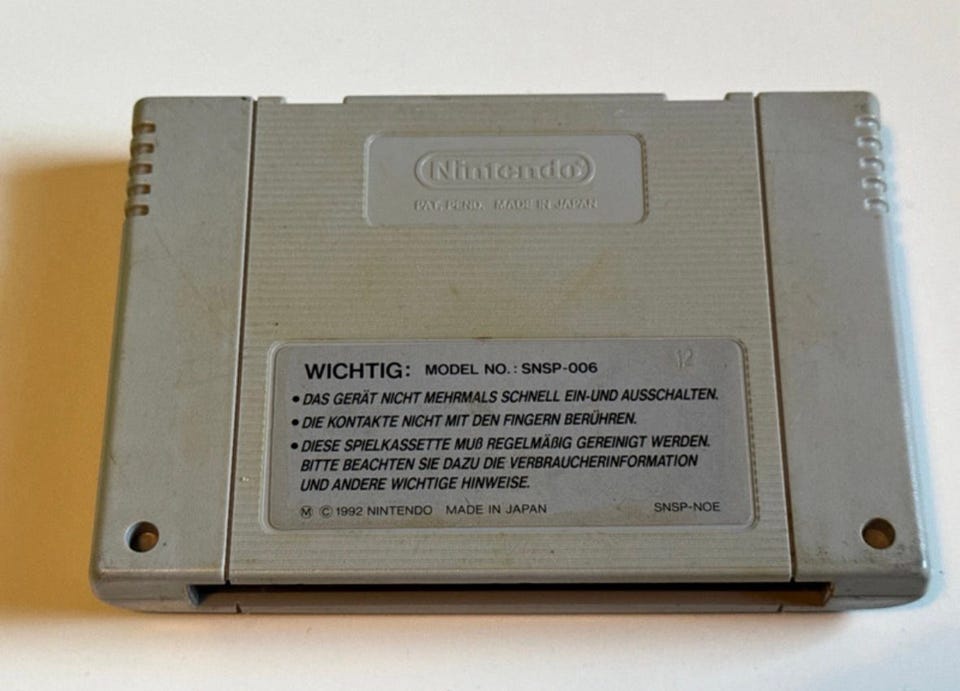 Nintendo®
PAT. PEND. MADE IN JAPAN
WICHTIG: MODEL NO.: SNSP-006 12
• DAS GERÄT NICHT MEHRMALS SCHNELL EIN-UND AUSSCHALTEN.
• DIE KONTAKTE NICHT MIT DEN FINGERN BERÜHREN.
• DIESE SPIELKASSETTE MUß REGELMÄßIG GEREINIGT WERDEN.
BITTE BEACHTEN SIE DAZU DIE VERBRAUCHERINFORMATION
UND ANDERE WICHTIGE HINWEISE.
Ⓜ © 1992 NINTENDO MADE IN JAPAN SNSP-NOE